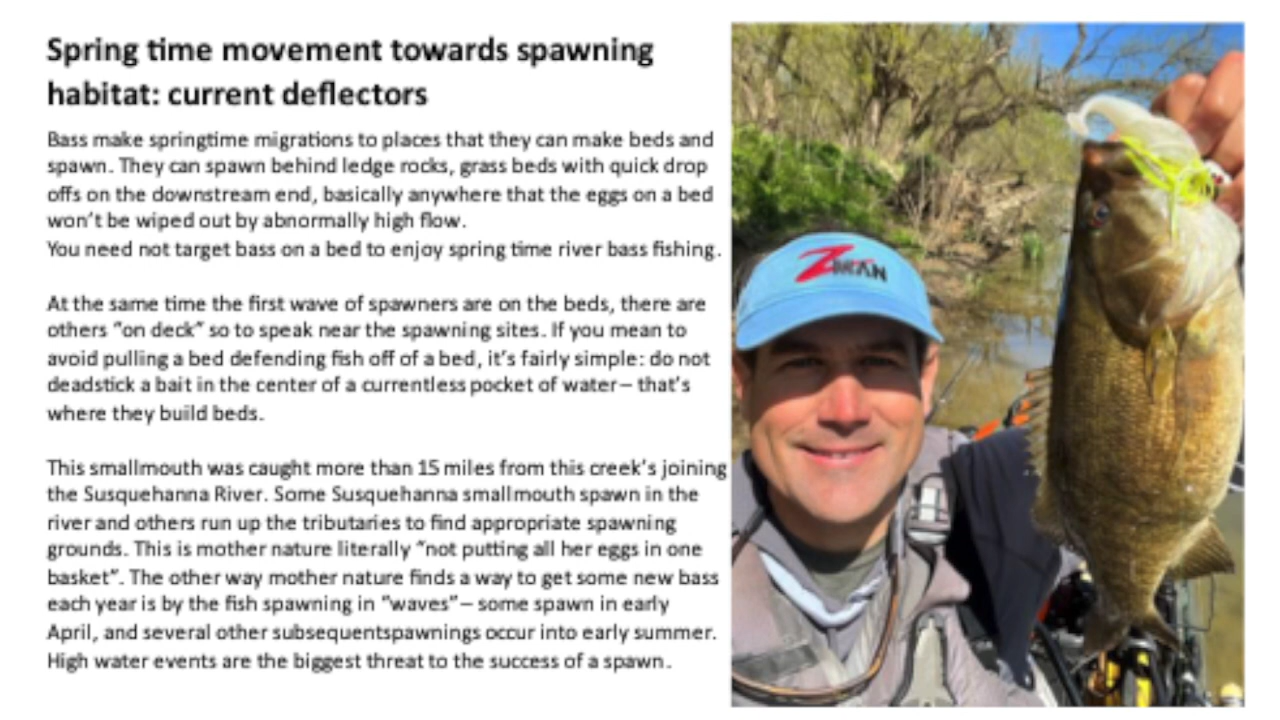 Spring time movement towards spawning
habitat: current deflectors
Bass make springtime migrations to places that they can make beds and
spawn. They can spawn behind ledge rocks, grass beds with quick drop
offs on the downstream end, basically anywhere that the eggs on a bed
won't be wiped out by abnormally high flow.
You need not target bass on a bed to enjoy spring time river bass fishing.
At the same time the first wave of spawners are on the beds, there are
others "on deck" so to speak near the spawning sites. If you mean to
avoid pulling a bed defending fish off of a bed, it's fairly simple: do not
deadstick a bait in the center of a currentless pocket of water– that's
where they build beds.
This smallmouth was caught more than 15 miles from this creek's joining
the Susquehanna River. Some Susquehanna smallmouth spawn in the
river and others run up the tributaries to find appropriate spawning
grounds. This is mother nature literally "not putting all her eggs in one
basket". The other way mother nature finds a way to get some new bass
each year is by the fish spawning in "waves"– some spawn in early
April, and several other subsequentspawnings occur into early summer.
High water events are the biggest threat to the success of a spawn.
ZMAN